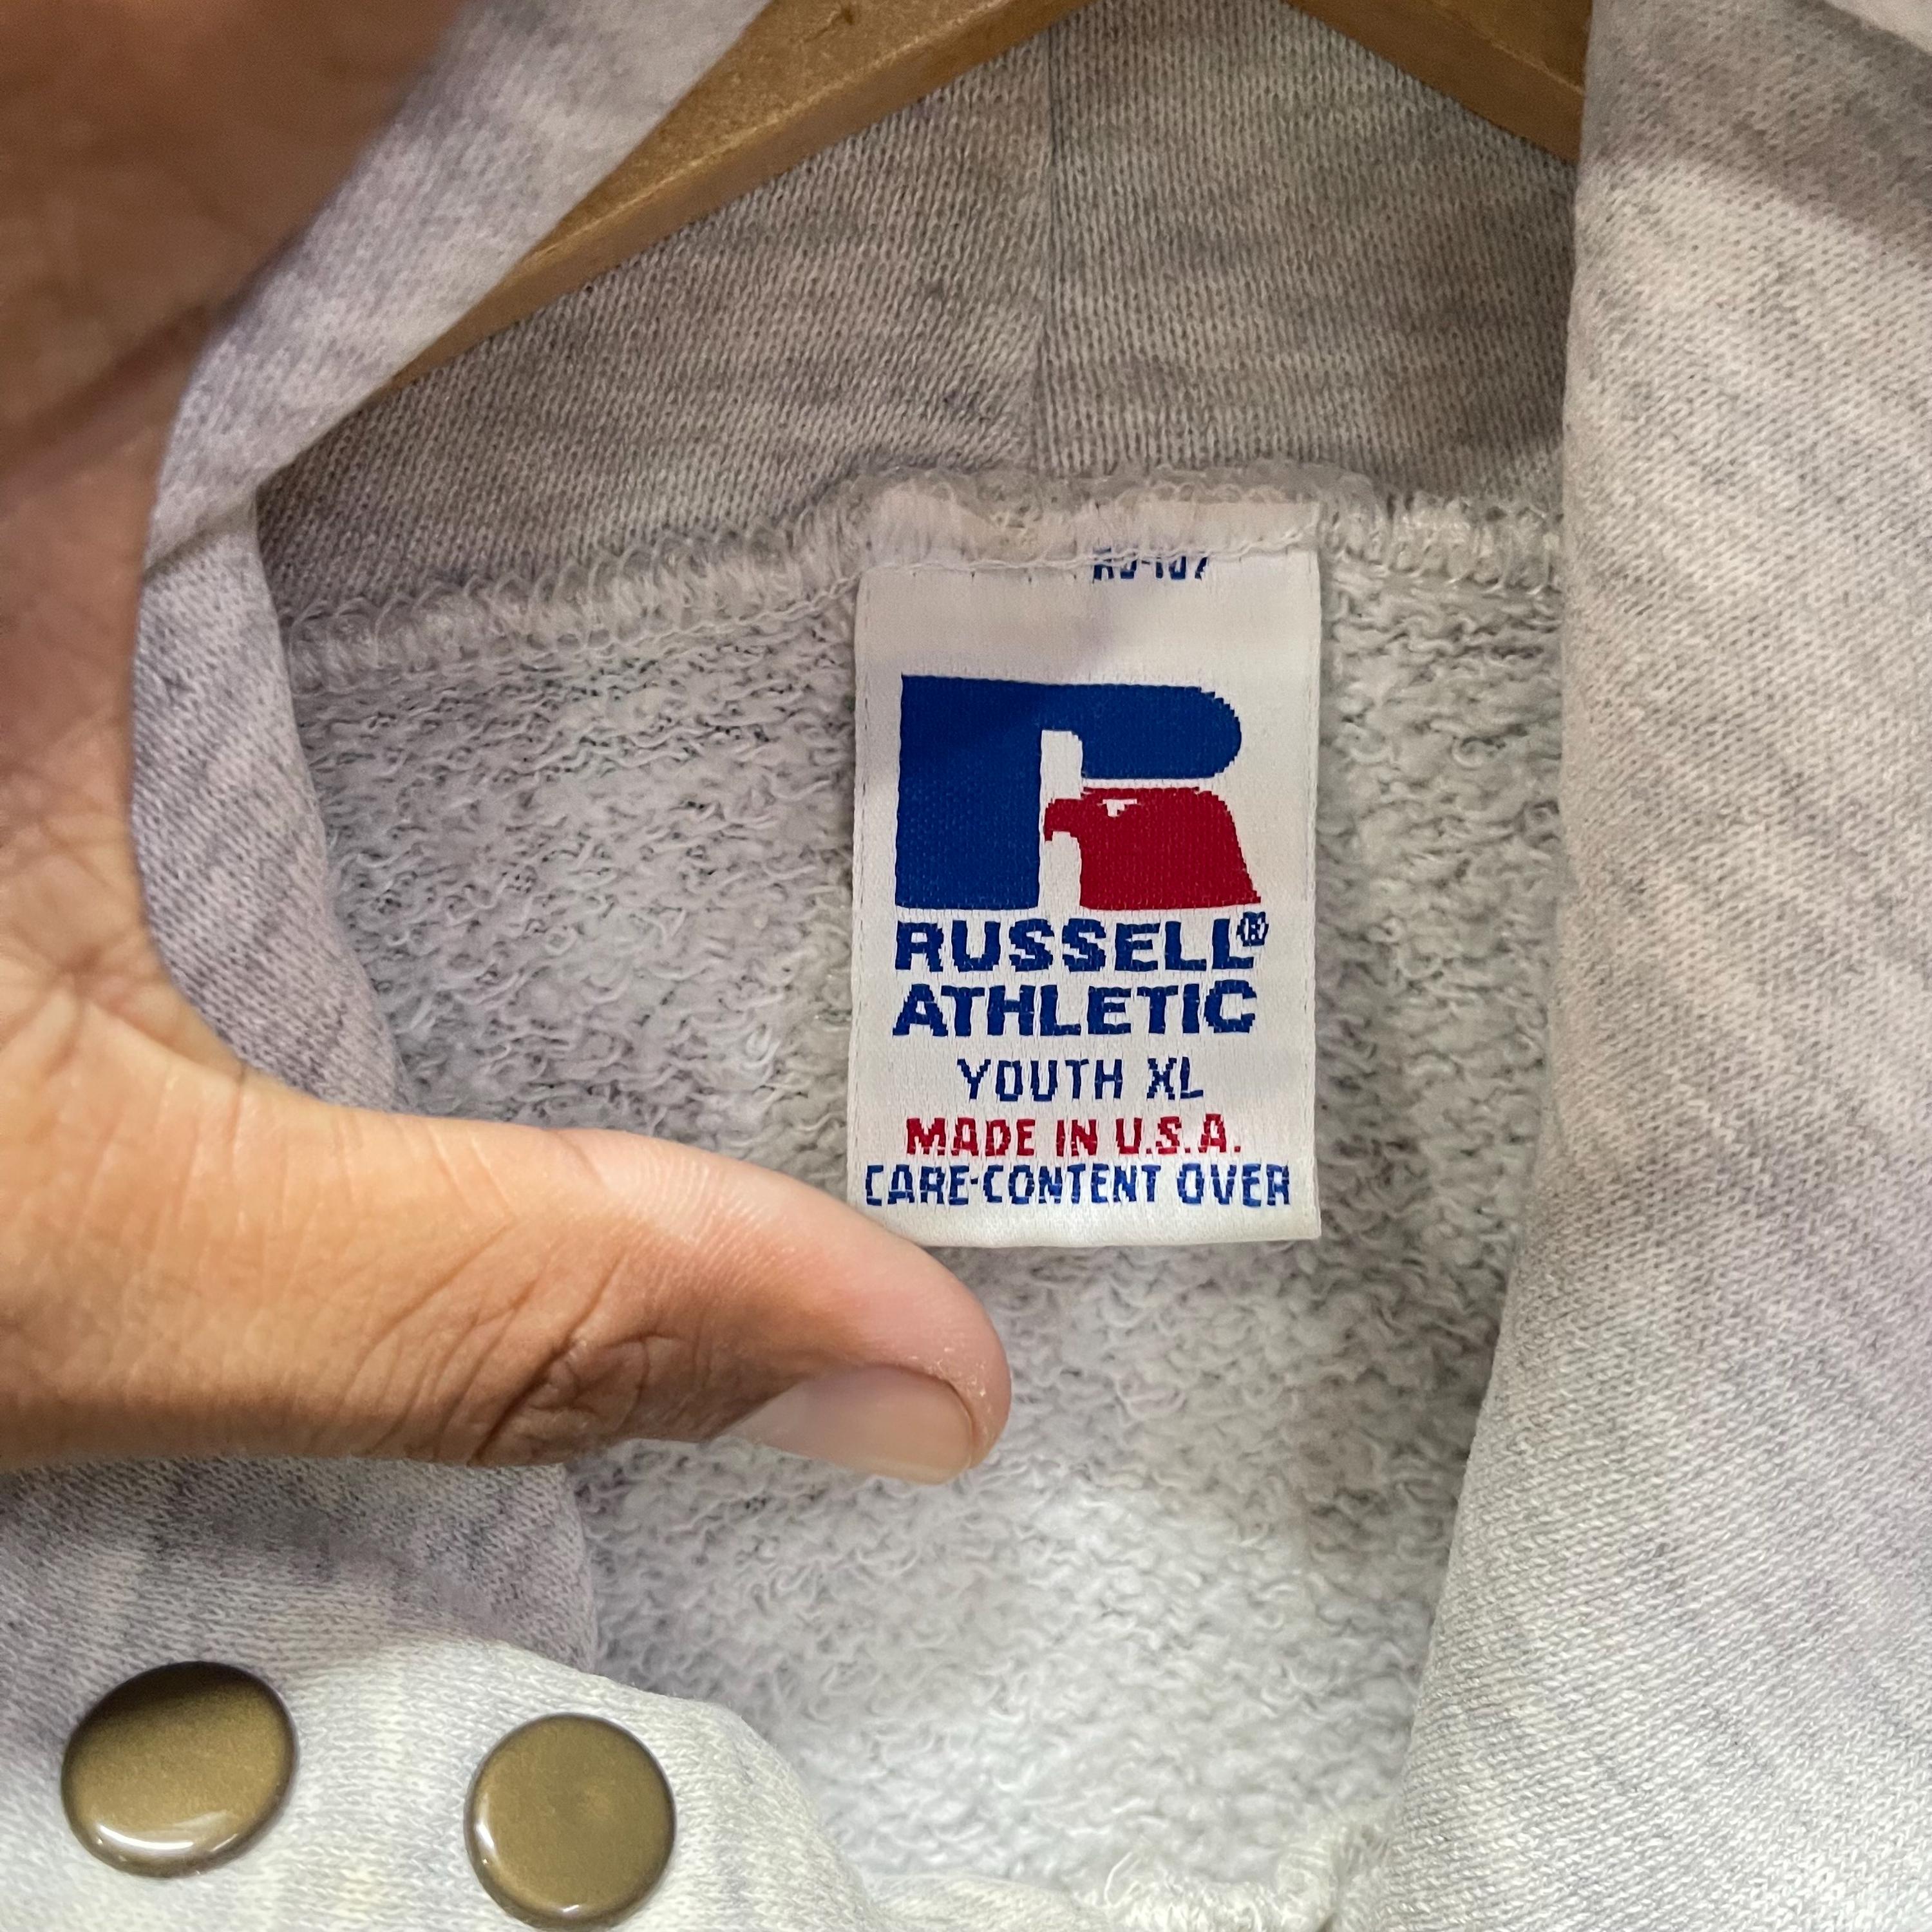 RUSSELL®
ATHLETIC
YOUTH XL
MADE IN U.S.A.
CARE-CONTENT OVER